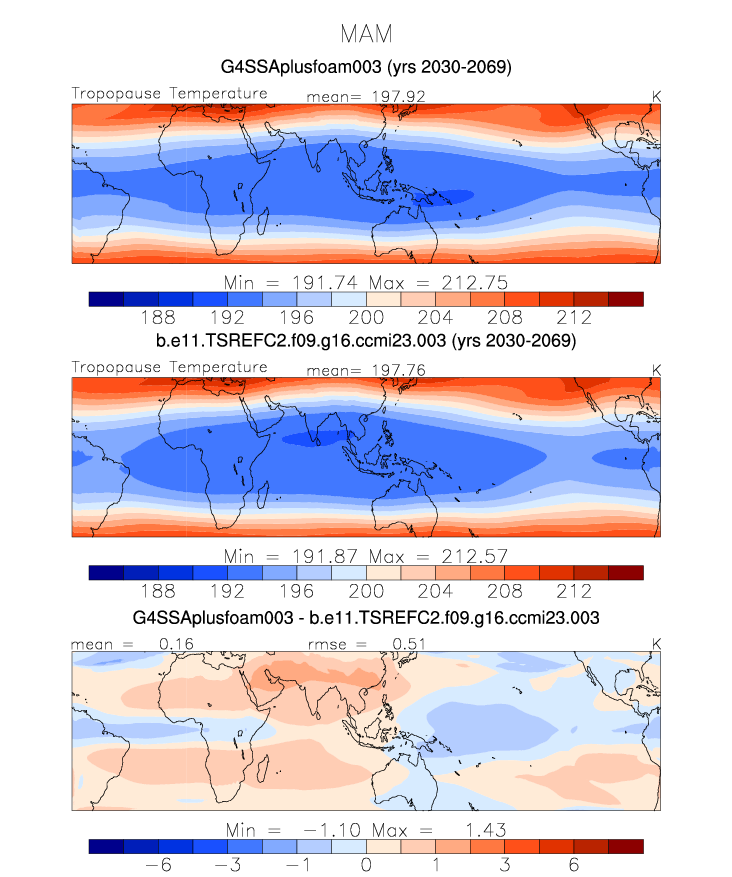 MAM
G4SSAplusfoam003 (yrs 2030-2069)
Tropopause Temperature mean= 197.92 K
Min = 191.74 Max = 212.75
188 192 196 200 204 208 212
b.e11.TSREFC2.f09.g16.ccmi23.003 (yrs 2030-2069)
Tropopause Temperature mean= 197.76 K
Min = 191.87 Max = 212.57
188 192 196 200 204 208 212
G4SSAplusfoam003 - b.e11.TSREFC2.f09.g16.ccmi23.003
mean = 0.16 rmse = 0.51 K
Min = −1.10 Max = 1.43
−6 −3 −1 0 1 3 6